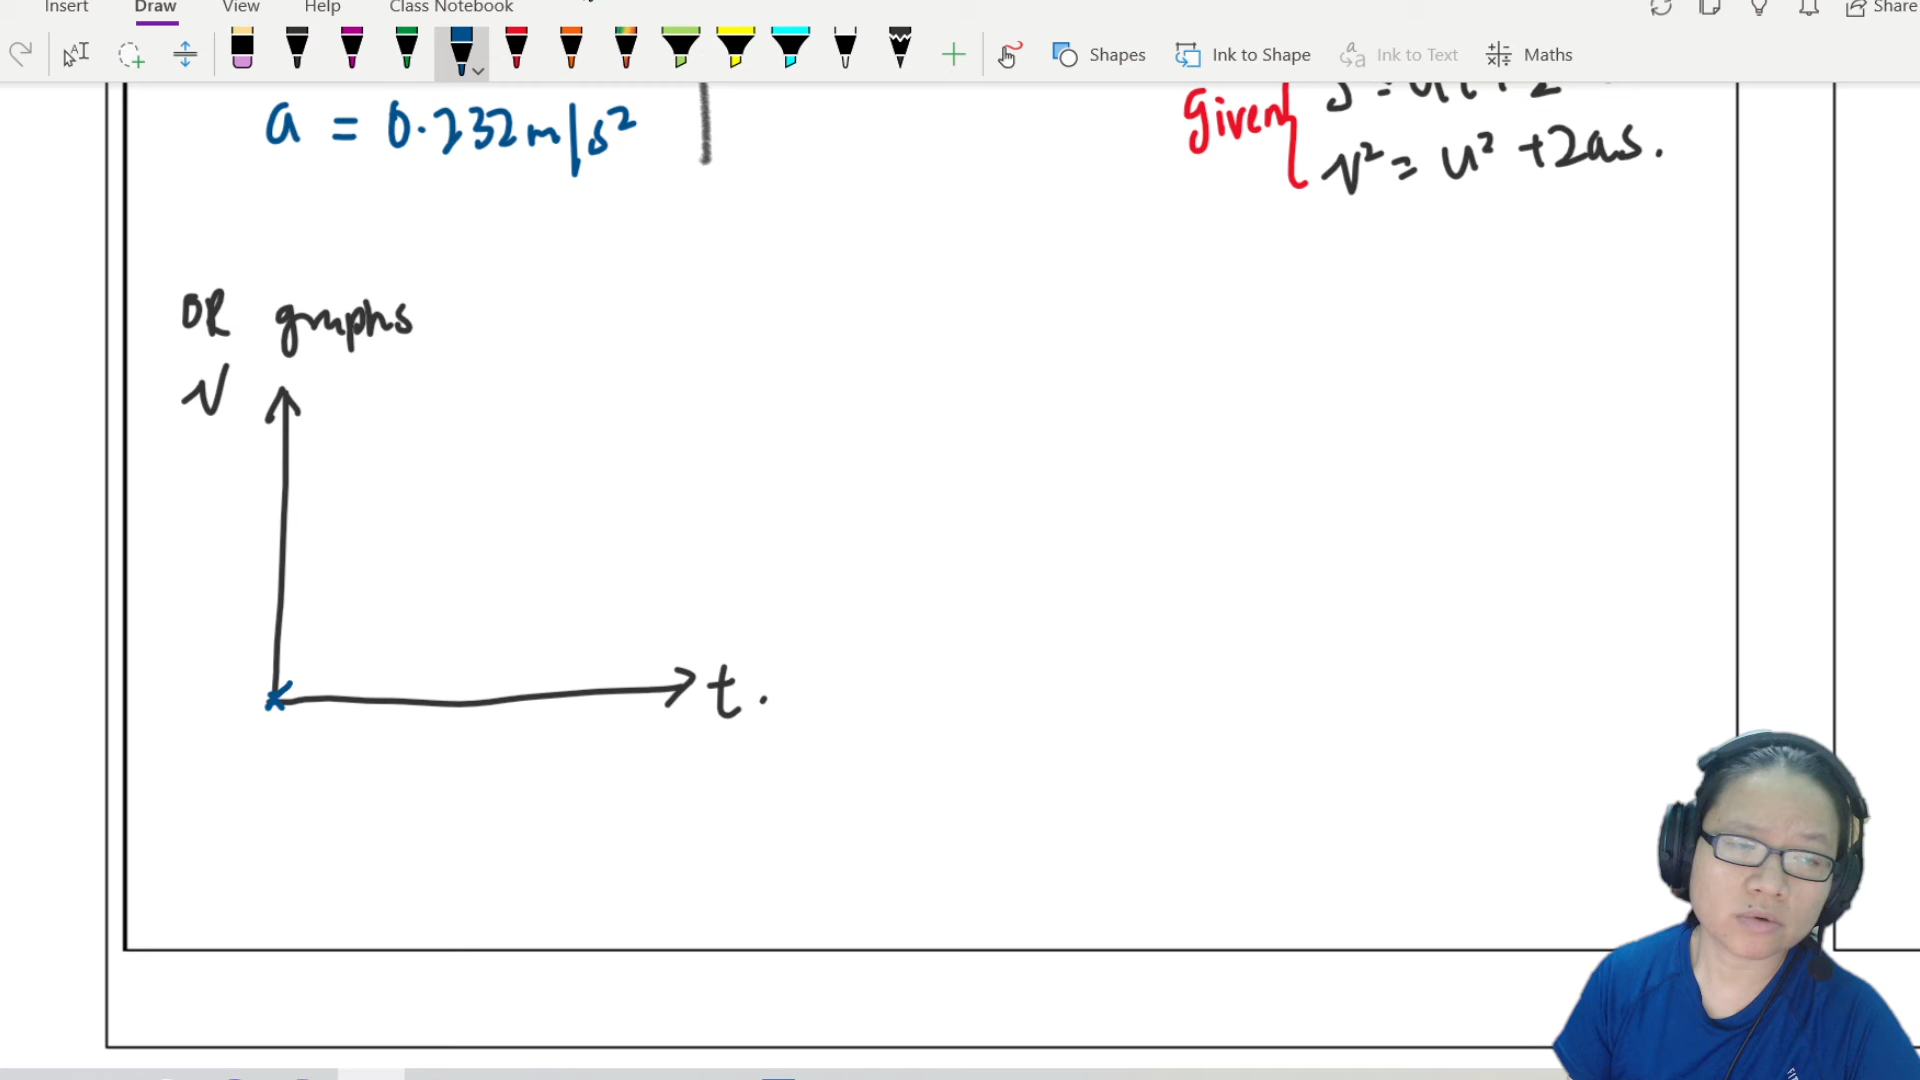 Insert Draw View Help Class Notebook Share
Shapes Ink to Shape Ink to Text Maths
a = 0.232 m/s²
given
v² = u² + 2as.
OR graphs
v
t.